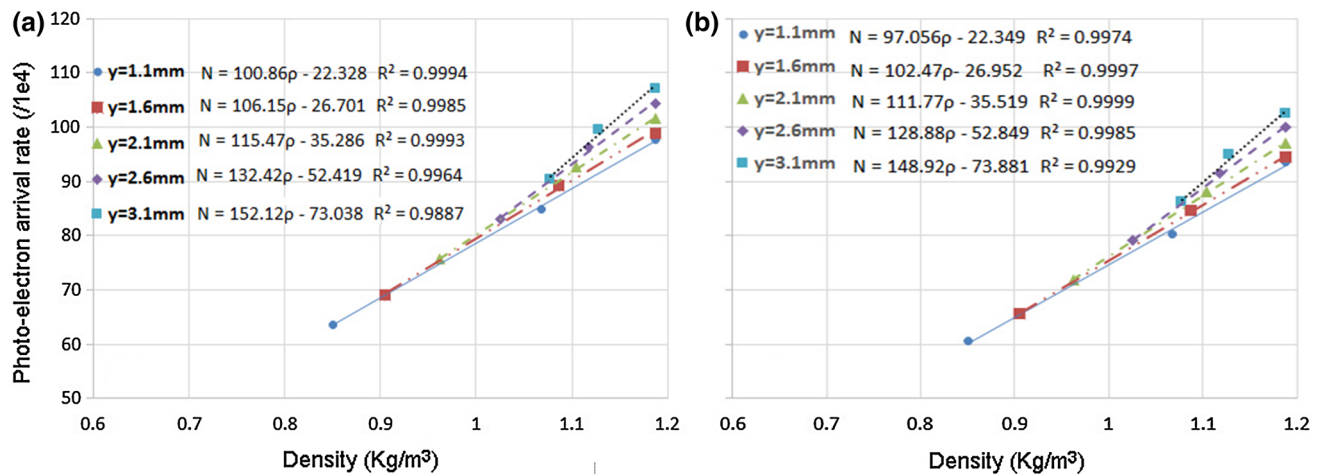 (a)
Photo-electron arrival rate (/1e4)
120
110
100
90
80
70
60
50
y=1.1mm N = 100.86ρ - 22.328 R² = 0.9994
y=1.6mm N = 106.15ρ - 26.701 R² = 0.9985
y=2.1mm N = 115.47ρ - 35.286 R² = 0.9993
y=2.6mm N = 132.42ρ - 52.419 R² = 0.9964
y=3.1mm N = 152.12ρ - 73.038 R² = 0.9887
0.6 0.7 0.8 0.9 1 1.1 1.2
Density (Kg/m³)
(b)
y=1.1mm N = 97.056ρ - 22.349 R² = 0.9974
y=1.6mm N = 102.47ρ- 26.952 R² = 0.9997
y=2.1mm N = 111.77ρ - 35.519 R² = 0.9999
y=2.6mm N = 128.88ρ - 52.849 R² = 0.9985
y=3.1mm N = 148.92ρ - 73.881 R² = 0.9929
0.6 0.7 0.8 0.9 1 1.1 1.2
Density (Kg/m³)